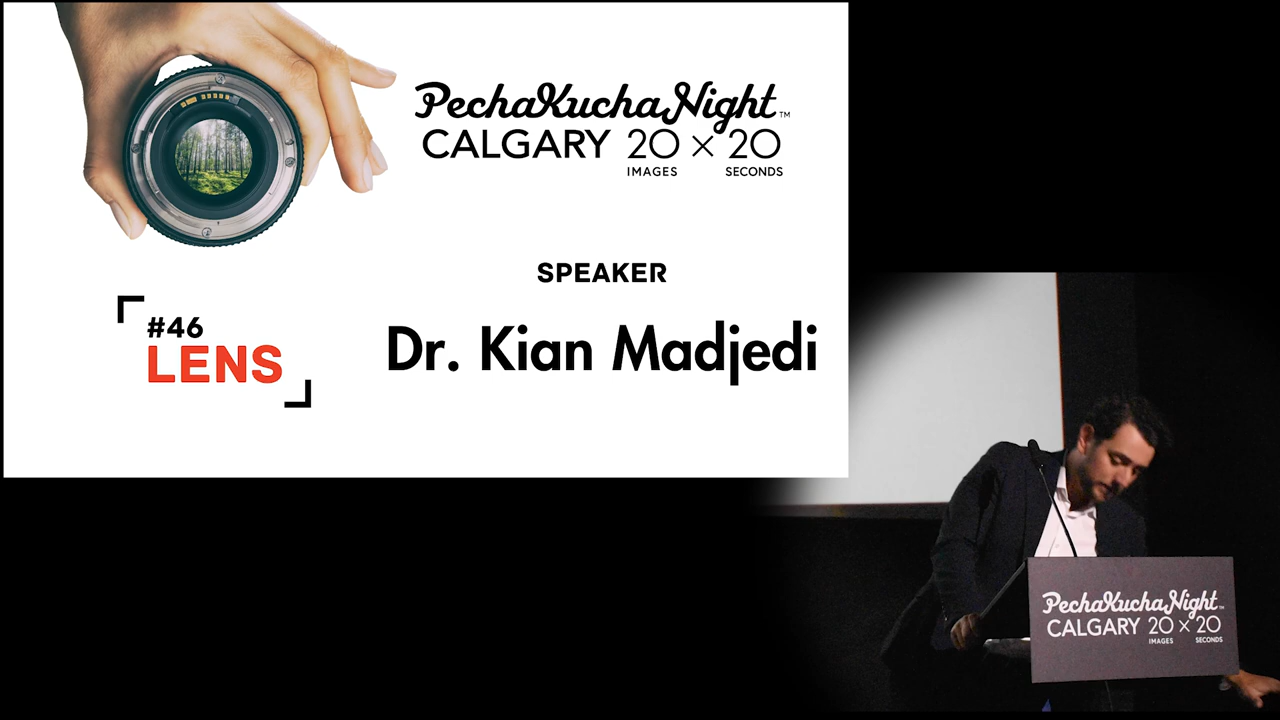 PechaKuchaNight™
CALGARY 20 × 20
IMAGES SECONDS
SPEAKER
#46
LENS
Dr. Kian Madjedi
PechaKuchaNight™
CALGARY 20 × 20
IMAGES SECONDS